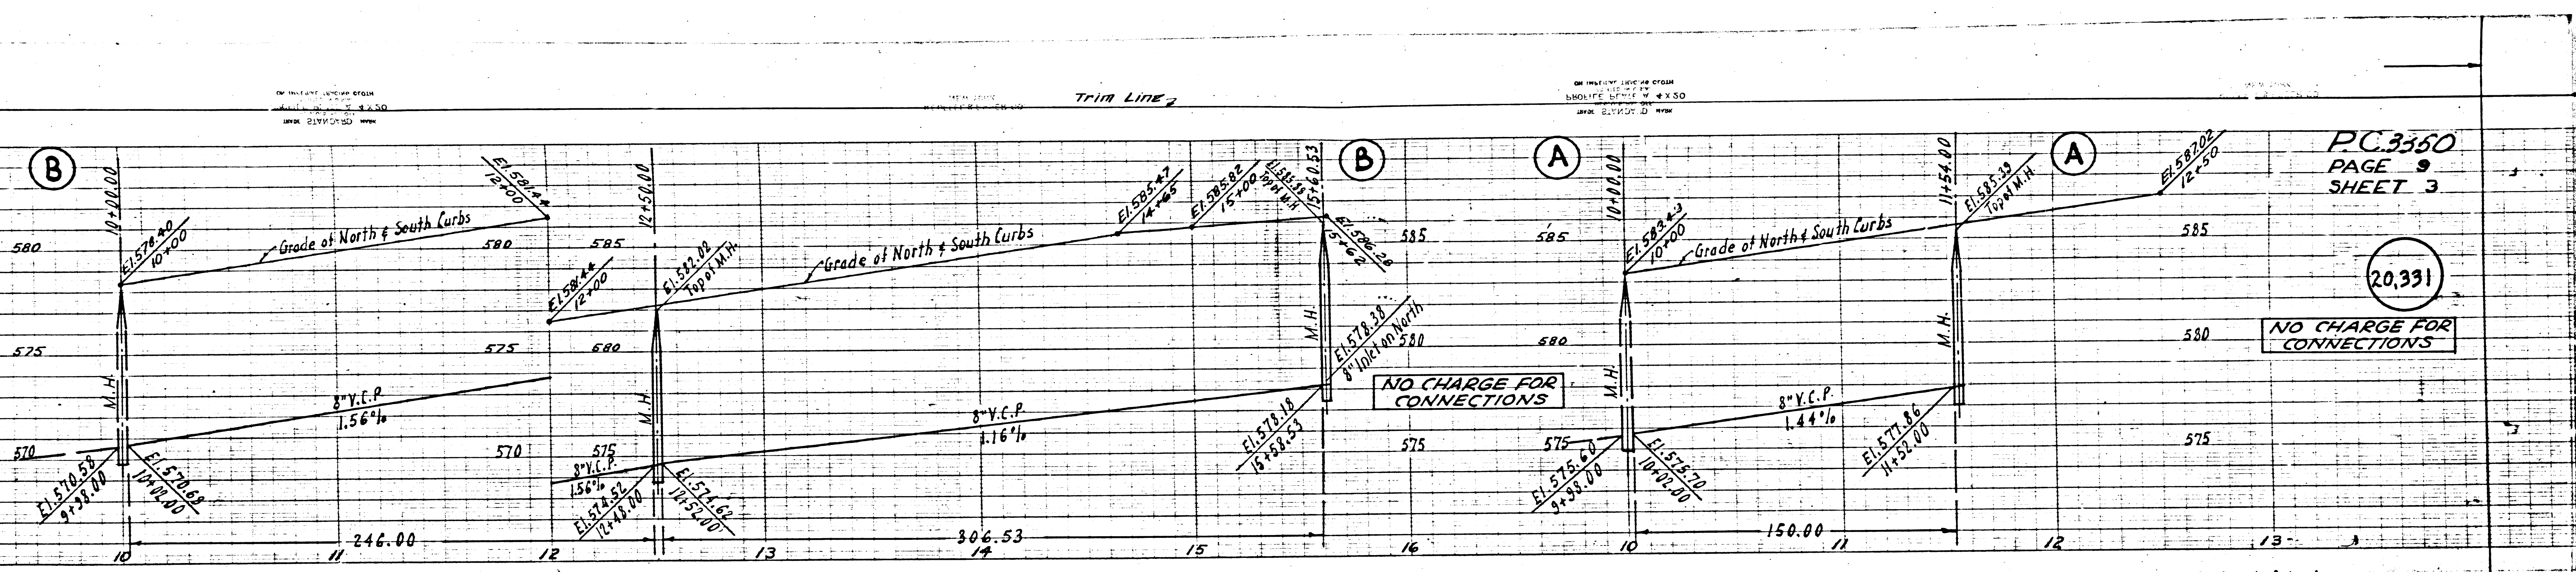 Trim Line
PROFILE PLATE A 4X20
B
10+00.00
El.578.40
10+00
Grade of North & South Curbs
El.581.44
12+00
580
580
575
575
570
570
M.H.
8" V.C.P.
1.56%
El.570.58
9+98.00
El.570.68
10+02.00
12+50.00
585
El.581.44
12+00
El.582.02
Top of M.H.
Grade of North & South Curbs
El.585.47
14+65
El.585.82
15+00
El.585.88
Top of M.H.
15+60.53
B
El.586.28
15+62
585
580
580
575
575
M.H.
M.H.
8" V.C.P.
1.56%
8" V.C.P.
1.16%
El.574.52
12+48.00
El.574.62
12+52.00
El.578.38
8" Inlet on North
El.578.18
15+58.53
NO CHARGE FOR
CONNECTIONS
A
10+00.00
585
El.583.43
10+00
Grade of North & South Curbs
11+54.00
El.585.39
Top of M.H.
A
El.587.02
12+50
585
580
580
575
575
M.H.
M.H.
8" V.C.P.
1.44%
El.575.60
9+98.00
El.575.70
10+02.00
El.577.86
11+52.00
P.C.3350
PAGE 9
SHEET 3
20,331
NO CHARGE FOR
CONNECTIONS
246.00
306.53
150.00
10 11 12 13 14 15 16 10 11 12 13